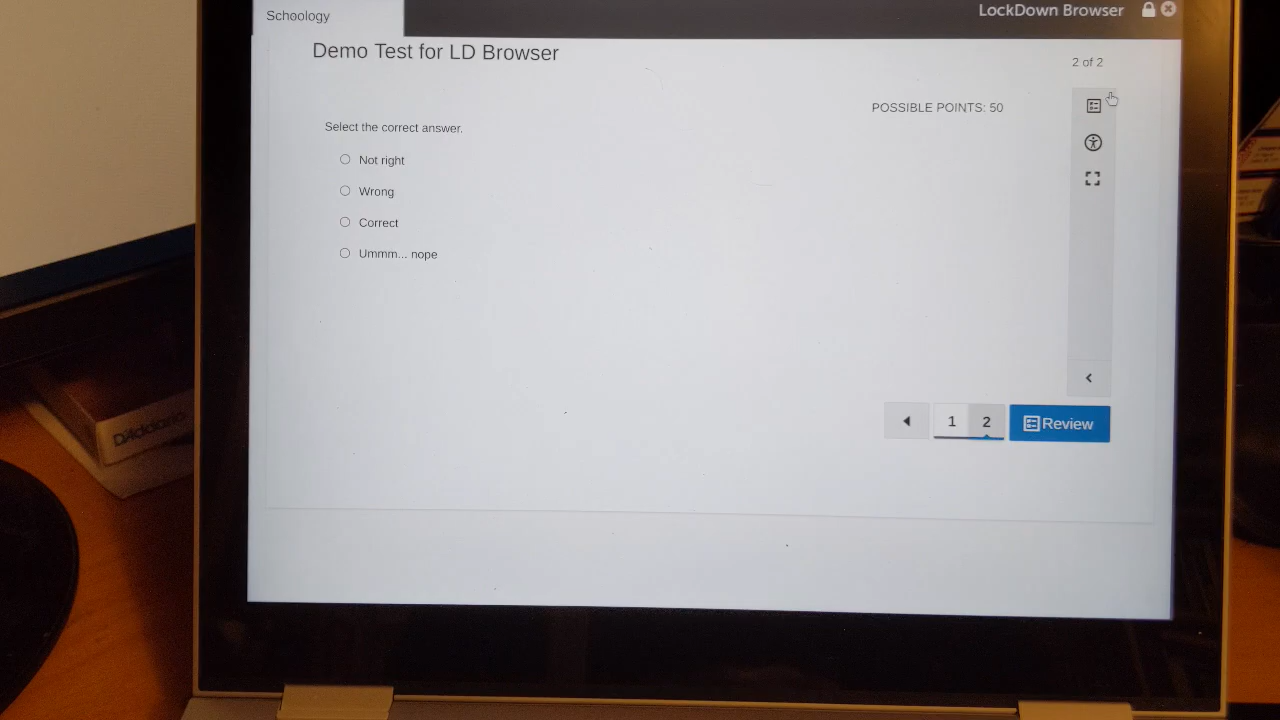 Schoology
LockDown Browser
Demo Test for LD Browser
2 of 2
POSSIBLE POINTS: 50
Select the correct answer.
Not right
Wrong
Correct
Ummm... nope
1 2 Review
D'Addario